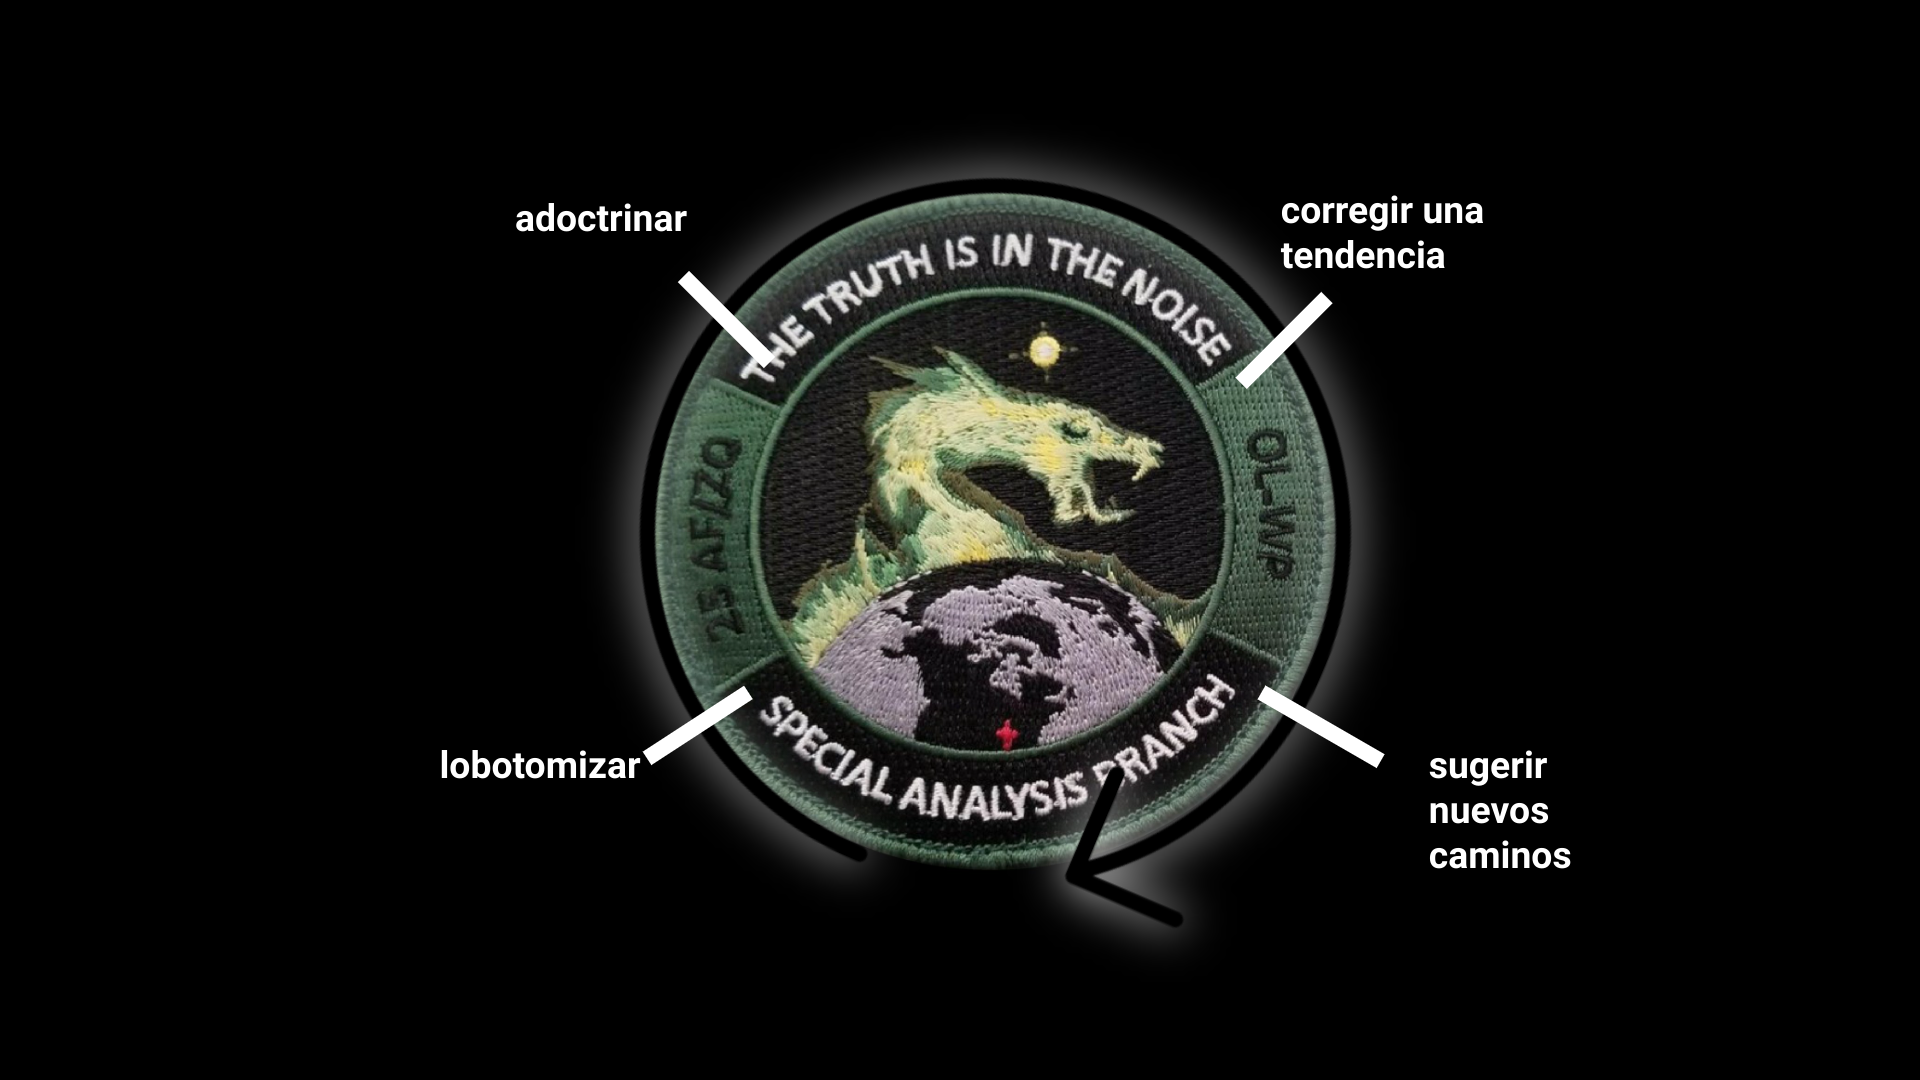 adoctrinar
corregir una
tendencia
THE TRUTH IS IN THE NOISE
25 AF/ZQ
OL-WP
SPECIAL ANALYSIS BRANCH
lobotomizar
sugerir
nuevos
caminos